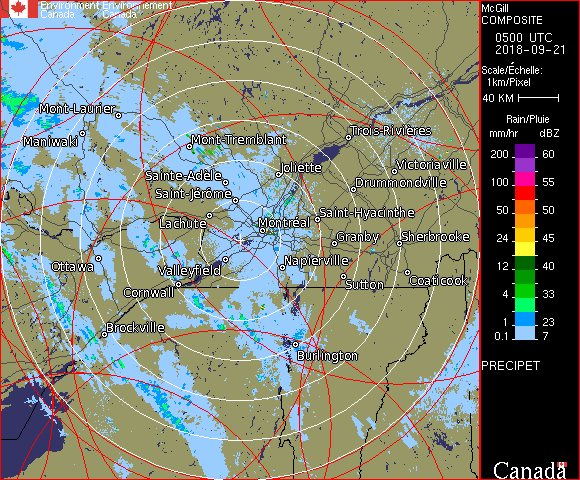 Environment Environnement
Canada Canada
McGill
COMPOSITE
0500 UTC
2018-09-21
Scale/Échelle:
1km/Pixel
40 KM
Rain/Pluie
mm/hr dBZ
200 60
100 55
50 50
24 45
12 40
4 33
1 23
0.1 7
PRECIPET
Canada
Mont-Laurier
Maniwaki
Mont-Tremblant
Trois-Rivières
Victoriaville
Joliette
Sainte-Adèle
Drummondville
Saint-Jérôme
Saint-Hyacinthe
Lachute
Montréal
Granby
Sherbrooke
Ottawa
Valleyfield
Napierville
Sutton
Coaticook
Cornwall
Brockville
Burlington